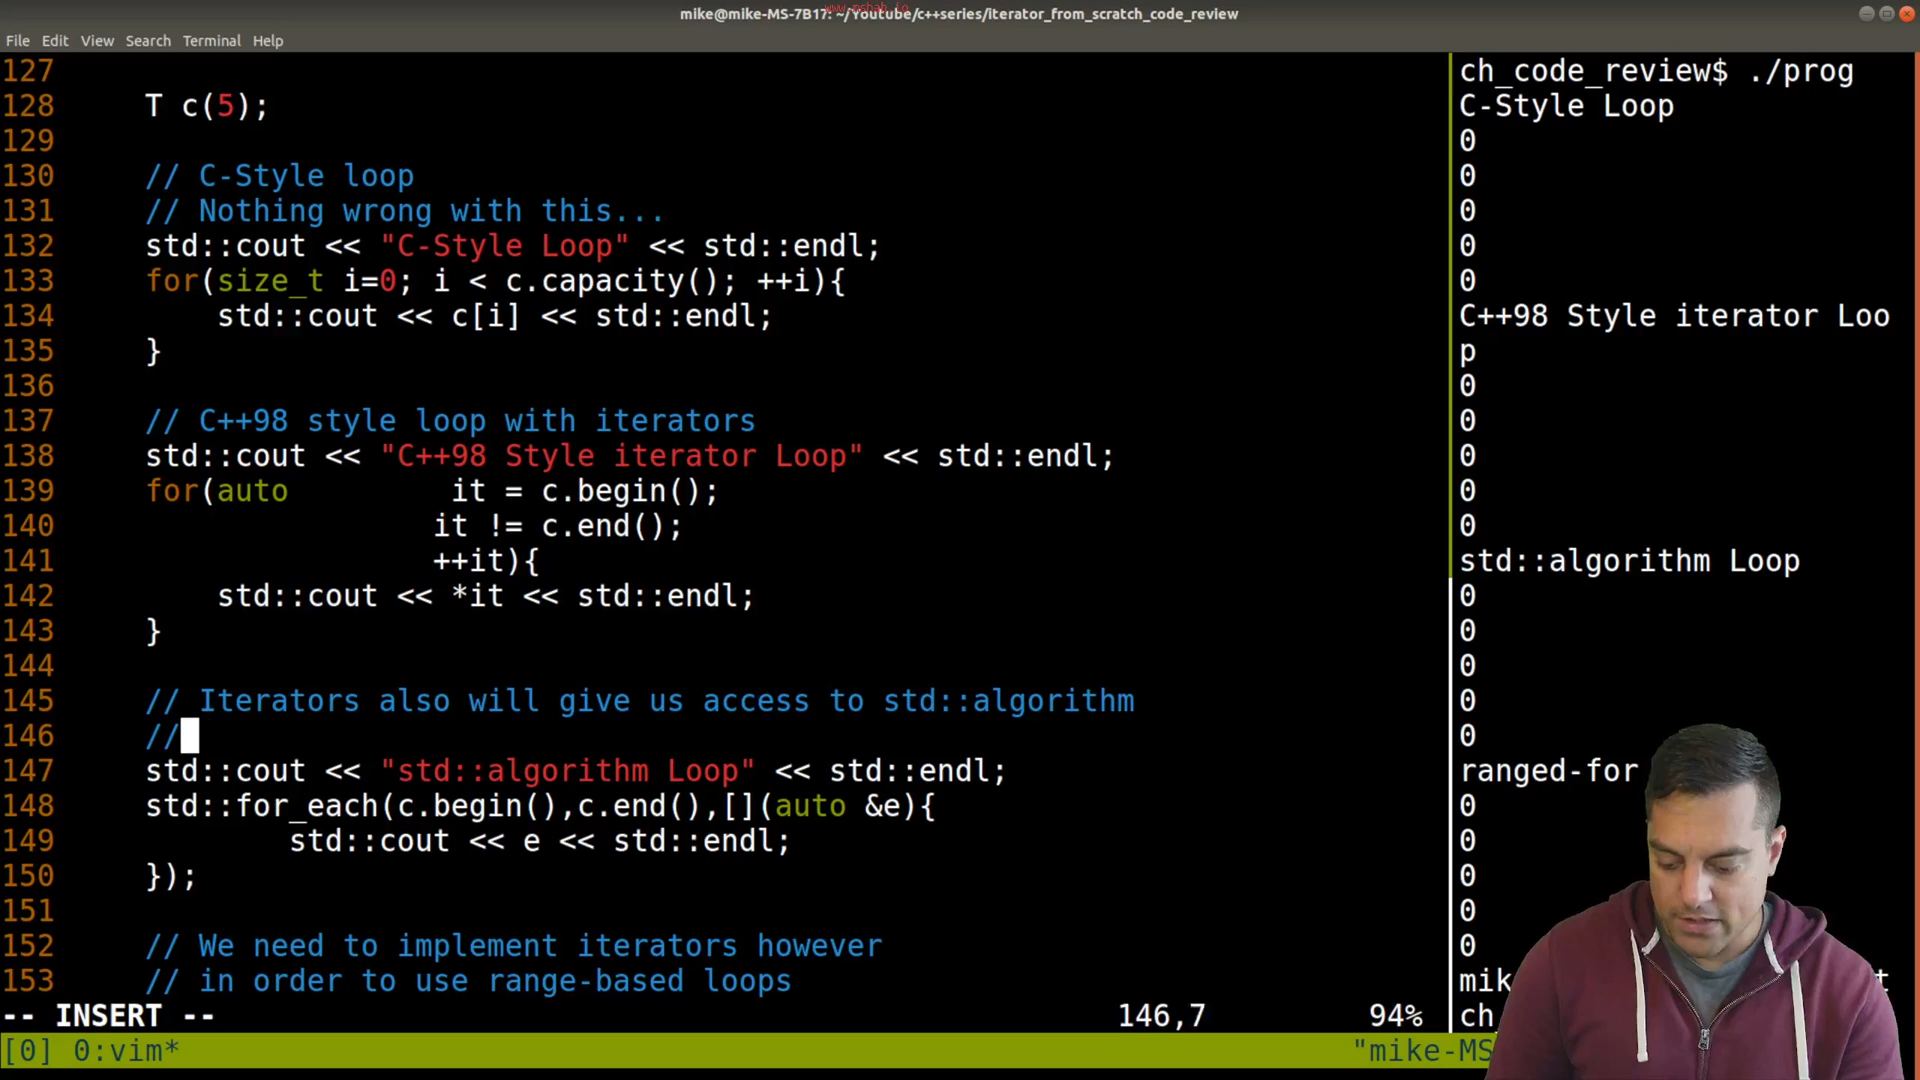 www.mshah.io
mike@mike-MS-7B17: ~/Youtube/c++series/iterator_from_scratch_code_review
File Edit View Search Terminal Help
127
128     T c(5);
129
130     // C-Style loop
131     // Nothing wrong with this...
132     std::cout << "C-Style Loop" << std::endl;
133     for(size_t i=0; i < c.capacity(); ++i){
134         std::cout << c[i] << std::endl;
135     }
136
137     // C++98 style loop with iterators
138     std::cout << "C++98 Style iterator Loop" << std::endl;
139     for(auto         it = c.begin();
140                     it != c.end();
141                     ++it){
142         std::cout << *it << std::endl;
143     }
144
145     // Iterators also will give us access to std::algorithm
146     //
147     std::cout << "std::algorithm Loop" << std::endl;
148     std::for_each(c.begin(),c.end(),[](auto &e){
149             std::cout << e << std::endl;
150     });
151
152     // We need to implement iterators however
153     // in order to use range-based loops
-- INSERT --                    146,7         94%
[0] 0:vim*
ch_code_review$ ./prog
C-Style Loop
0
0
0
0
0
C++98 Style iterator Loo
p
0
0
0
0
0
std::algorithm Loop
0
0
0
0
0
ranged-for
0
0
0
0
0
mik
ch
"mike-MS